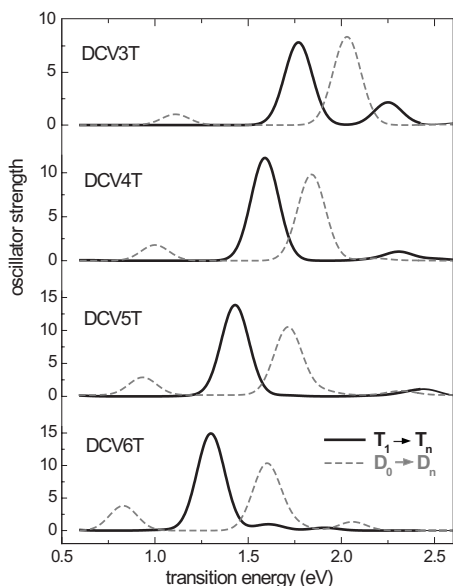 10
DCV3T
5
0
DCV4T
10
5
0
oscillator strength
15
DCV5T
10
5
0
15
DCV6T
10
T1 → Tn
D0 → Dn
5
0
0.5 1.0 1.5 2.0 2.5
transition energy (eV)